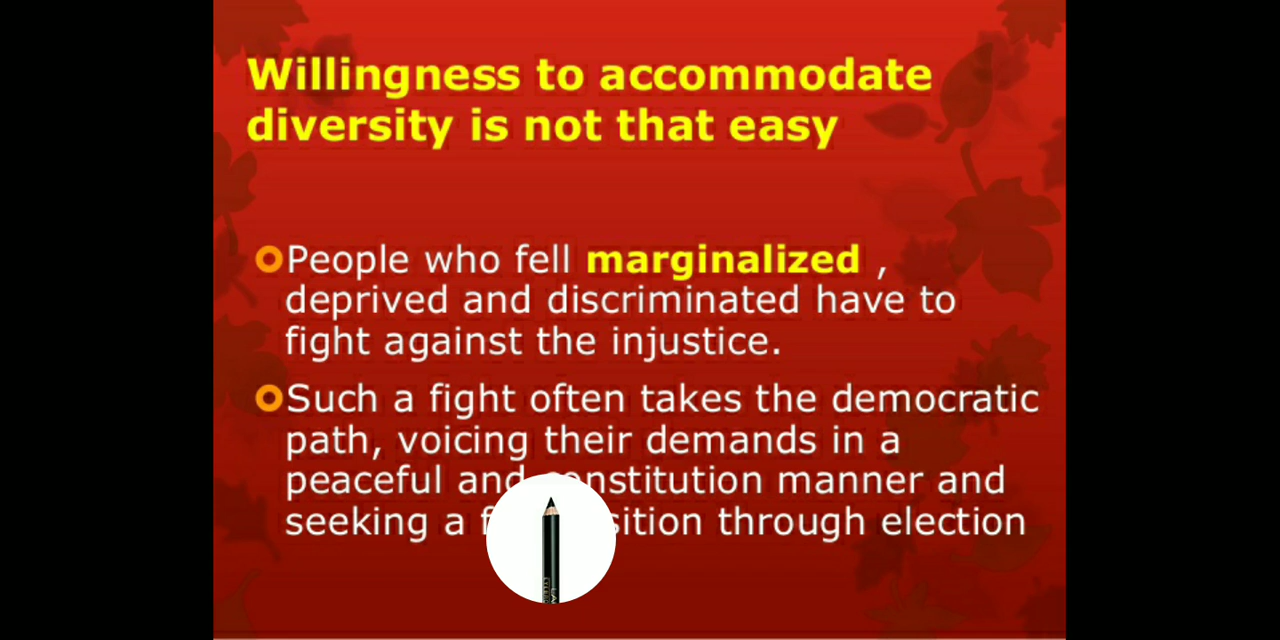 Willingness to accommodate
diversity is not that easy
People who fell marginalized ,
deprived and discriminated have to
fight against the injustice.
Such a fight often takes the democratic
path, voicing their demands in a
peaceful and constitution manner and
seeking a through election